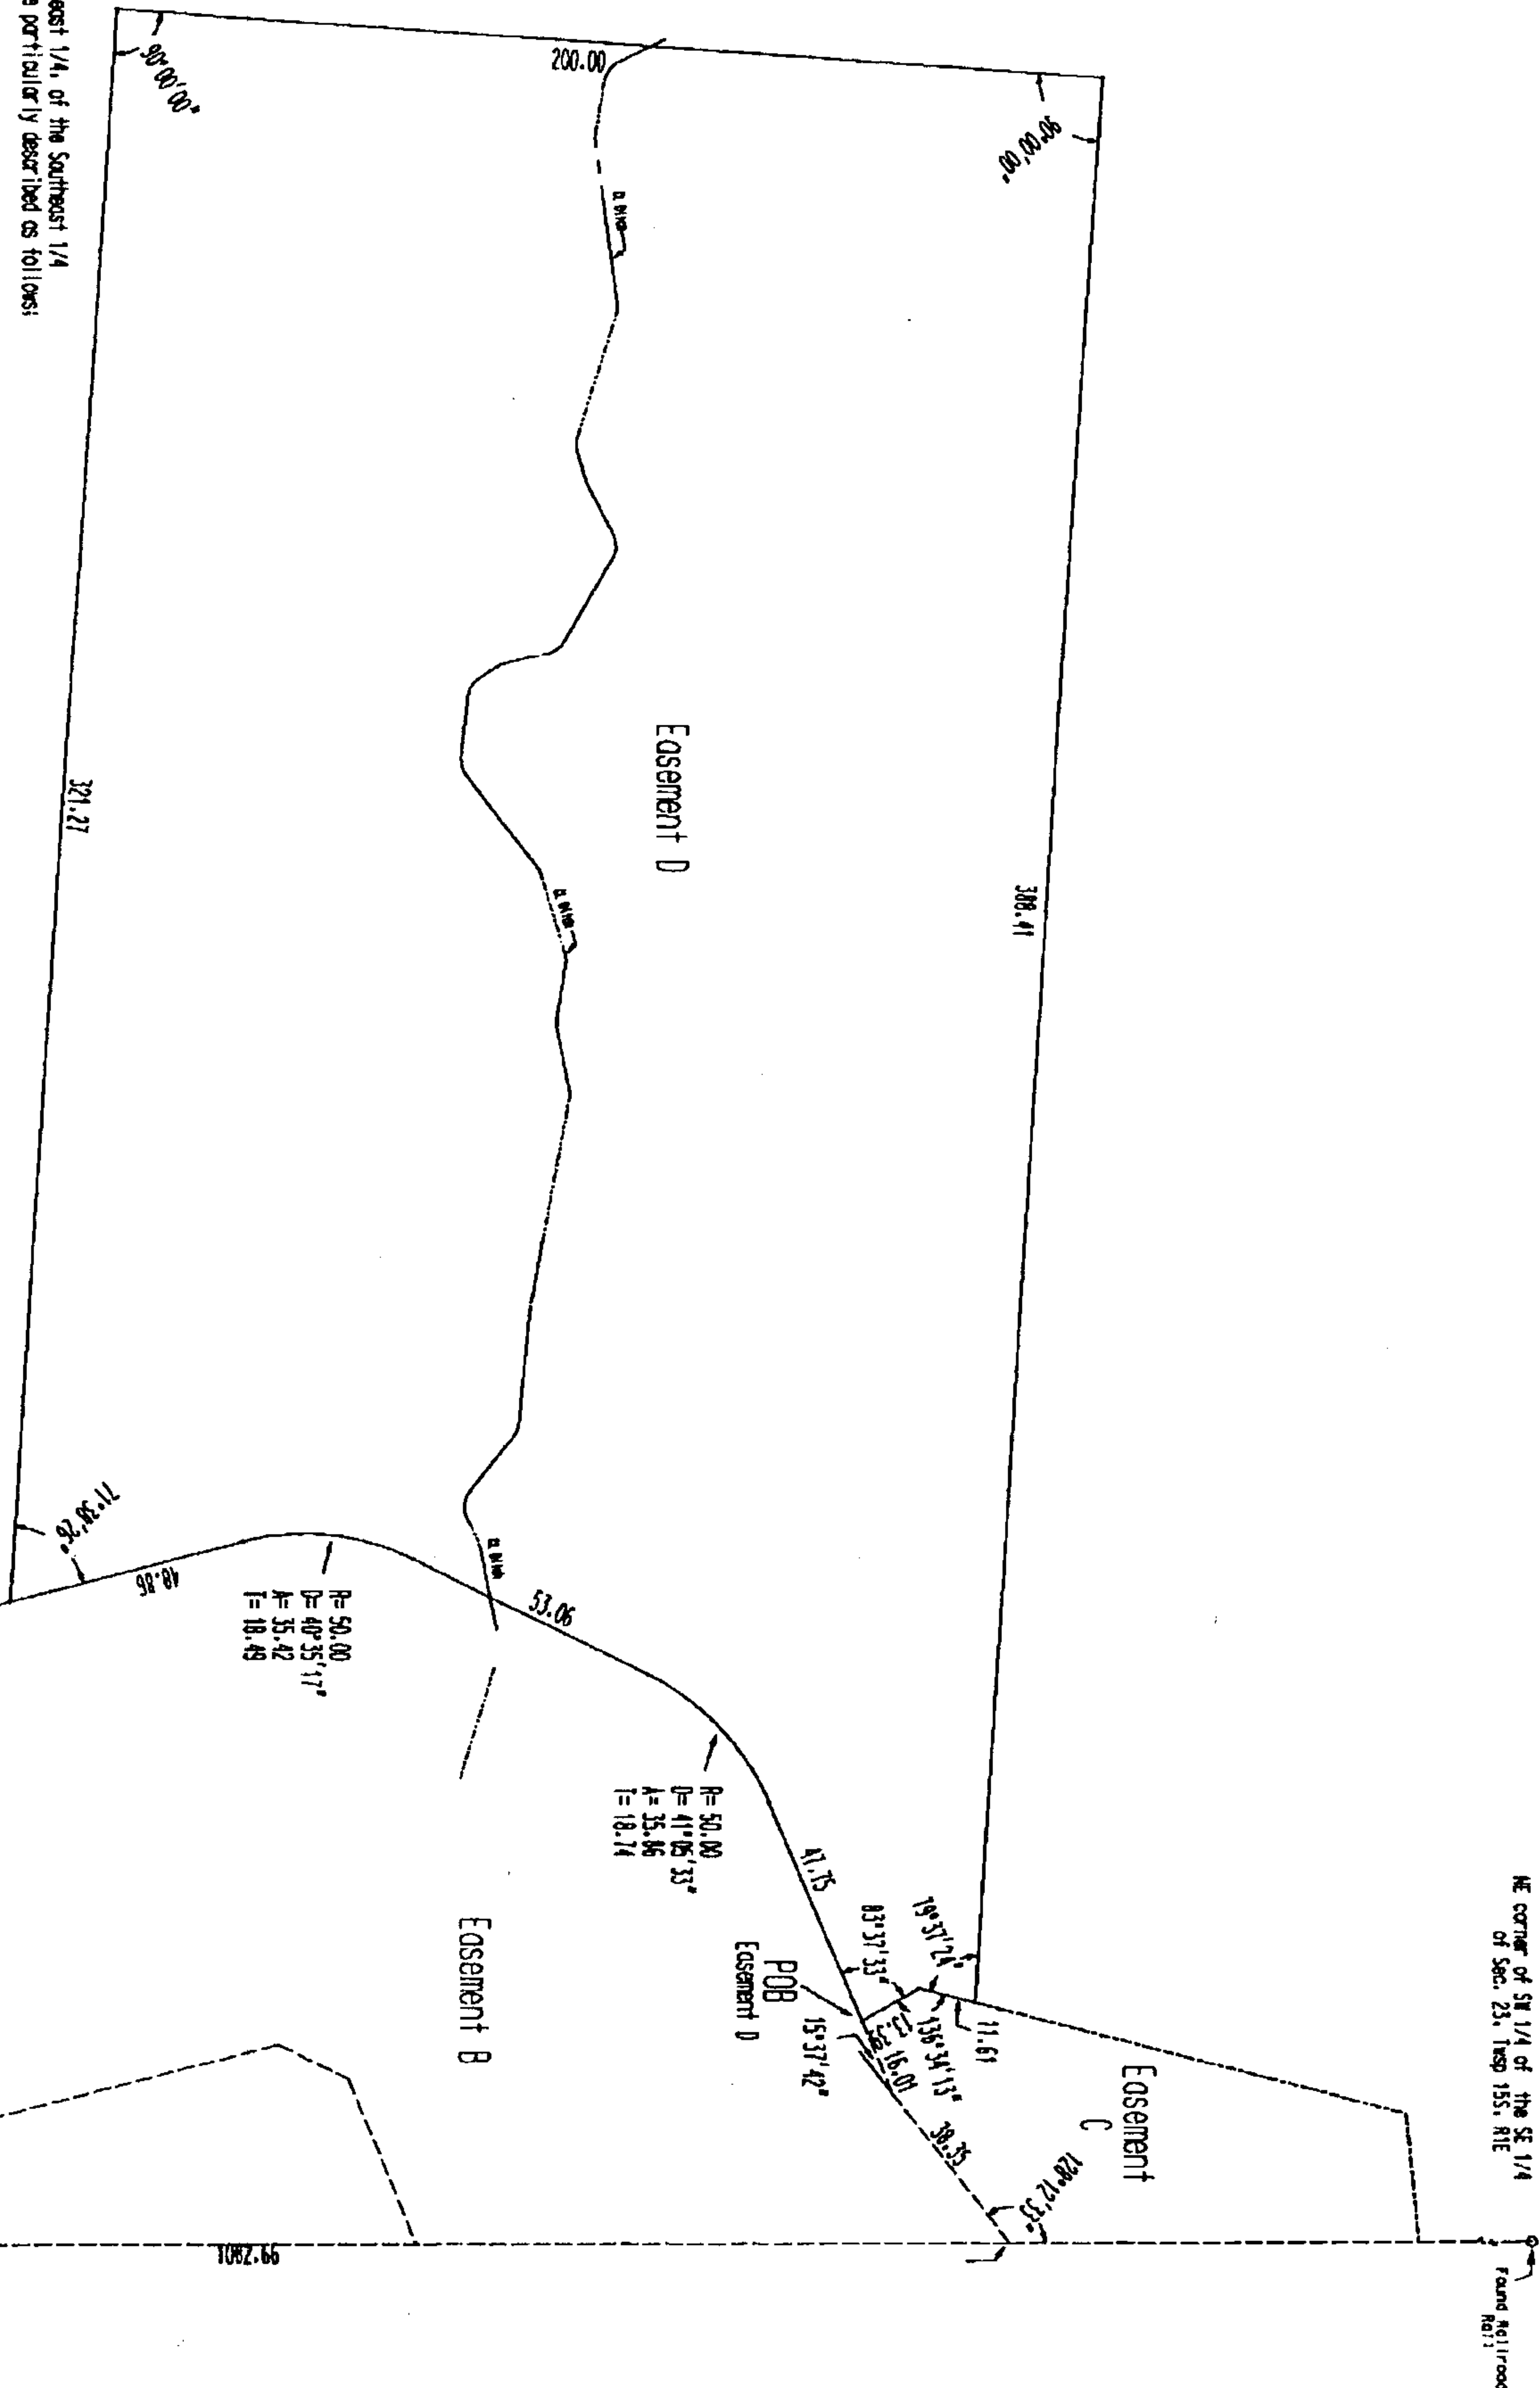 NE corner of SW 1/4 of the SE 1/4
of Sec. 23, Twsp 15S, R1E
Found Railroad
Rail
Easement
C
128°12'33"
38.35
16.01
15°37'42"
136°34'13"
11.61
79°37'24"
83°37'33"
POB
Easement D
47.75
388.41
R= 50.00
D= 41°05'33"
A= 35.86
T= 18.74
53.06
Easement B
R= 50.00
D= 40°35'17"
A= 35.42
T= 18.49
48.86
71°38'26"
1082.66
Easement D
90°00'00"
200.00
90°00'00"
321.27
east 1/4, of the Southeast 1/4
e particularly described as follows: